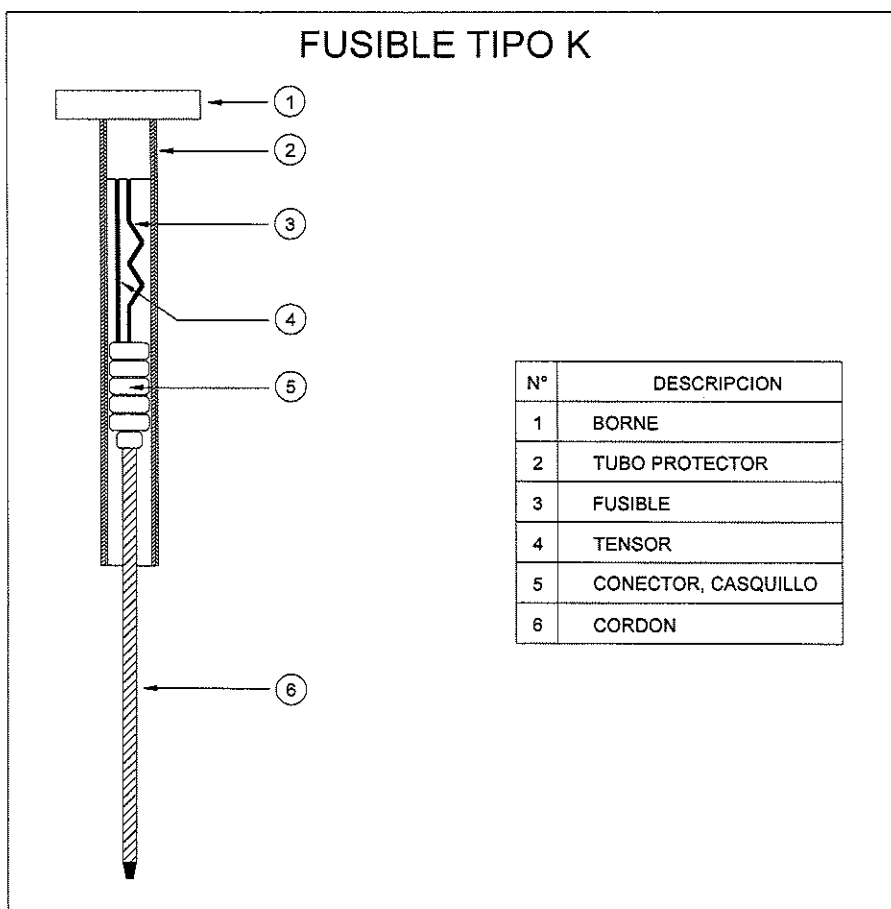 FUSIBLE TIPO K
1
2
3
4
5
6
N° DESCRIPCION
1 BORNE
2 TUBO PROTECTOR
3 FUSIBLE
4 TENSOR
5 CONECTOR, CASQUILLO
6 CORDON